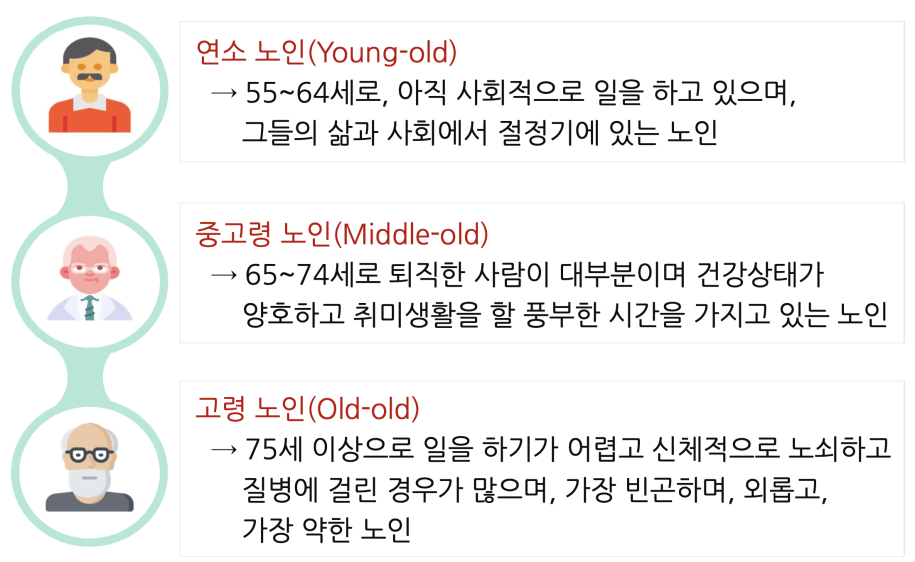 연소 노인(Young-old)
→ 55~64세로, 아직 사회적으로 일을 하고 있으며,
그들의 삶과 사회에서 절정기에 있는 노인
중고령 노인(Middle-old)
→ 65~74세로 퇴직한 사람이 대부분이며 건강상태가
양호하고 취미생활을 할 풍부한 시간을 가지고 있는 노인
고령 노인(Old-old)
→ 75세 이상으로 일을 하기가 어렵고 신체적으로 노쇠하고
질병에 걸린 경우가 많으며, 가장 빈곤하며, 외롭고,
가장 약한 노인